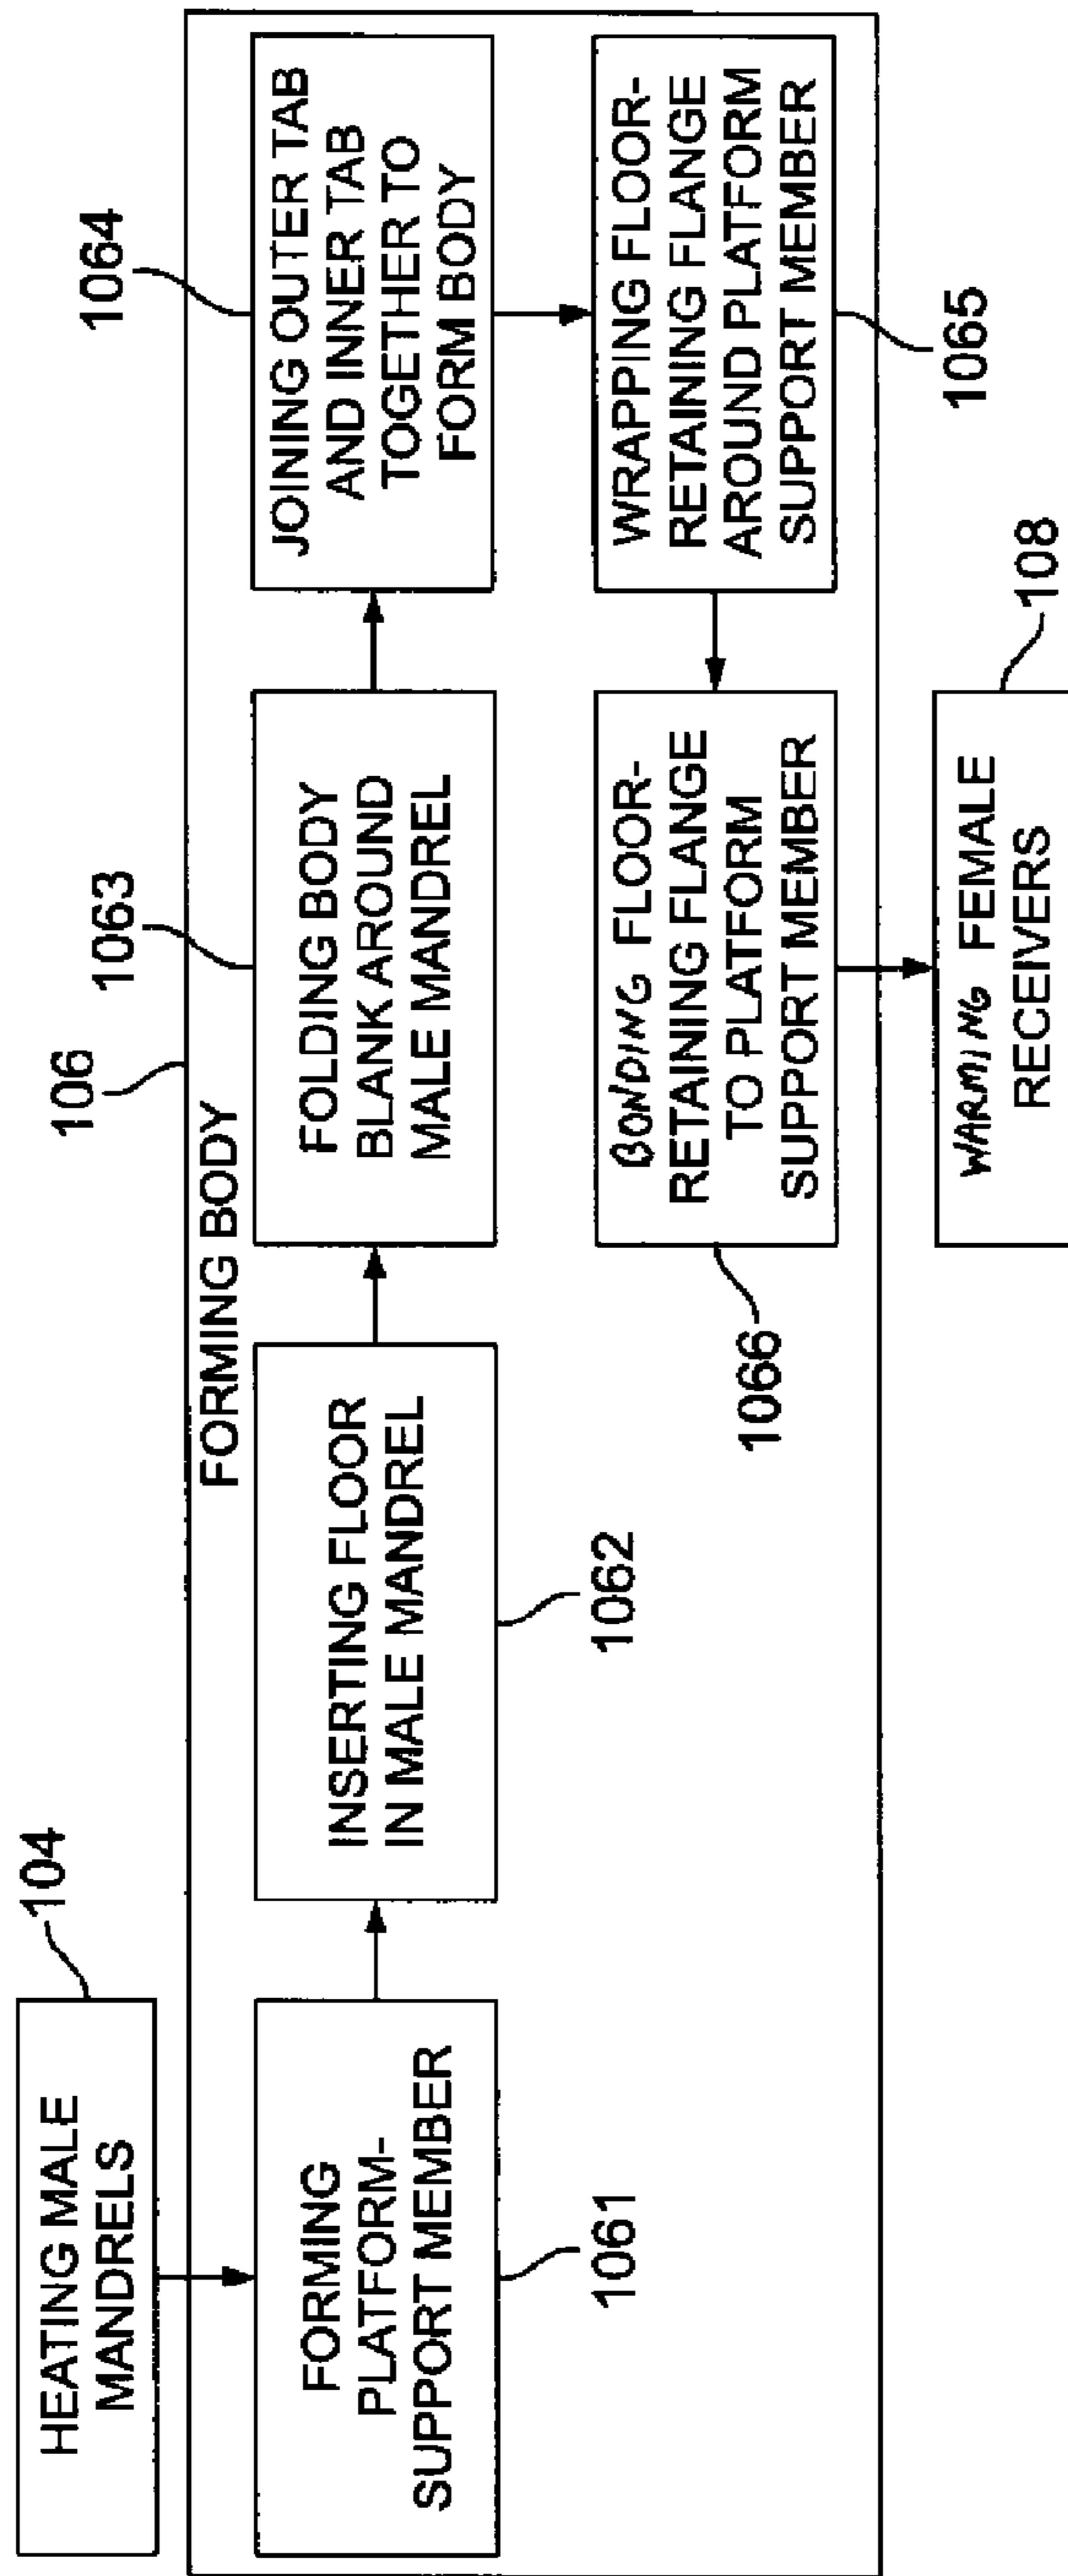 HEATING MALE
MANDRELS
104
106
FORMING BODY
FORMING
PLATFORM-
SUPPORT MEMBER
1061
INSERTING FLOOR
IN MALE MANDREL
1062
FOLDING BODY
BLANK AROUND
MALE MANDREL
1063
JOINING OUTER TAB
AND INNER TAB
TOGETHER TO
FORM BODY
1064
WRAPPING FLOOR-
RETAINING FLANGE
AROUND PLATFORM
SUPPORT MEMBER
1065
BONDING FLOOR-
RETAINING FLANGE
TO PLATFORM
SUPPORT MEMBER
1066
WARMING FEMALE
RECEIVERS
108